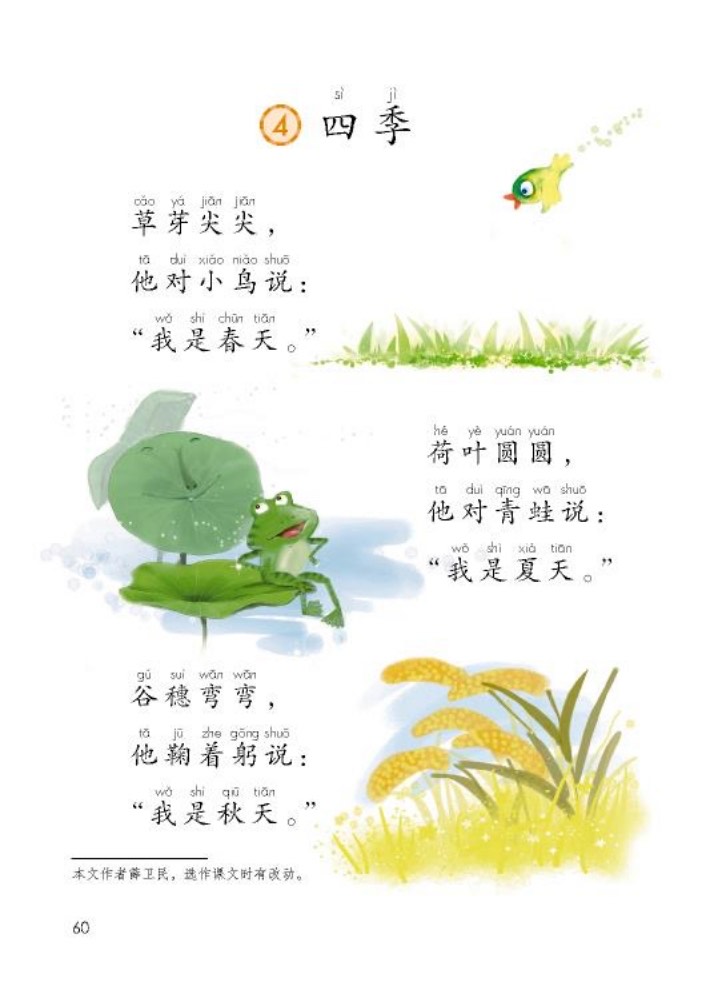 sì jì
4 四季
cǎo yá jiān jiān
草芽尖尖，
tā duì xiǎo niǎo shuō
他对小鸟说：
wǒ shì chūn tiān
“我是春天。”
hé yè yuán yuán
荷叶圆圆，
tā duì qīng wā shuō
他对青蛙说：
wǒ shì xià tiān
“我是夏天。”
gǔ suì wān wān
谷穗弯弯，
tā jū zhe gōng shuō
他鞠着躬说：
wǒ shì qiū tiān
“我是秋天。”
本文作者薛卫民，选作课文时有改动。
60